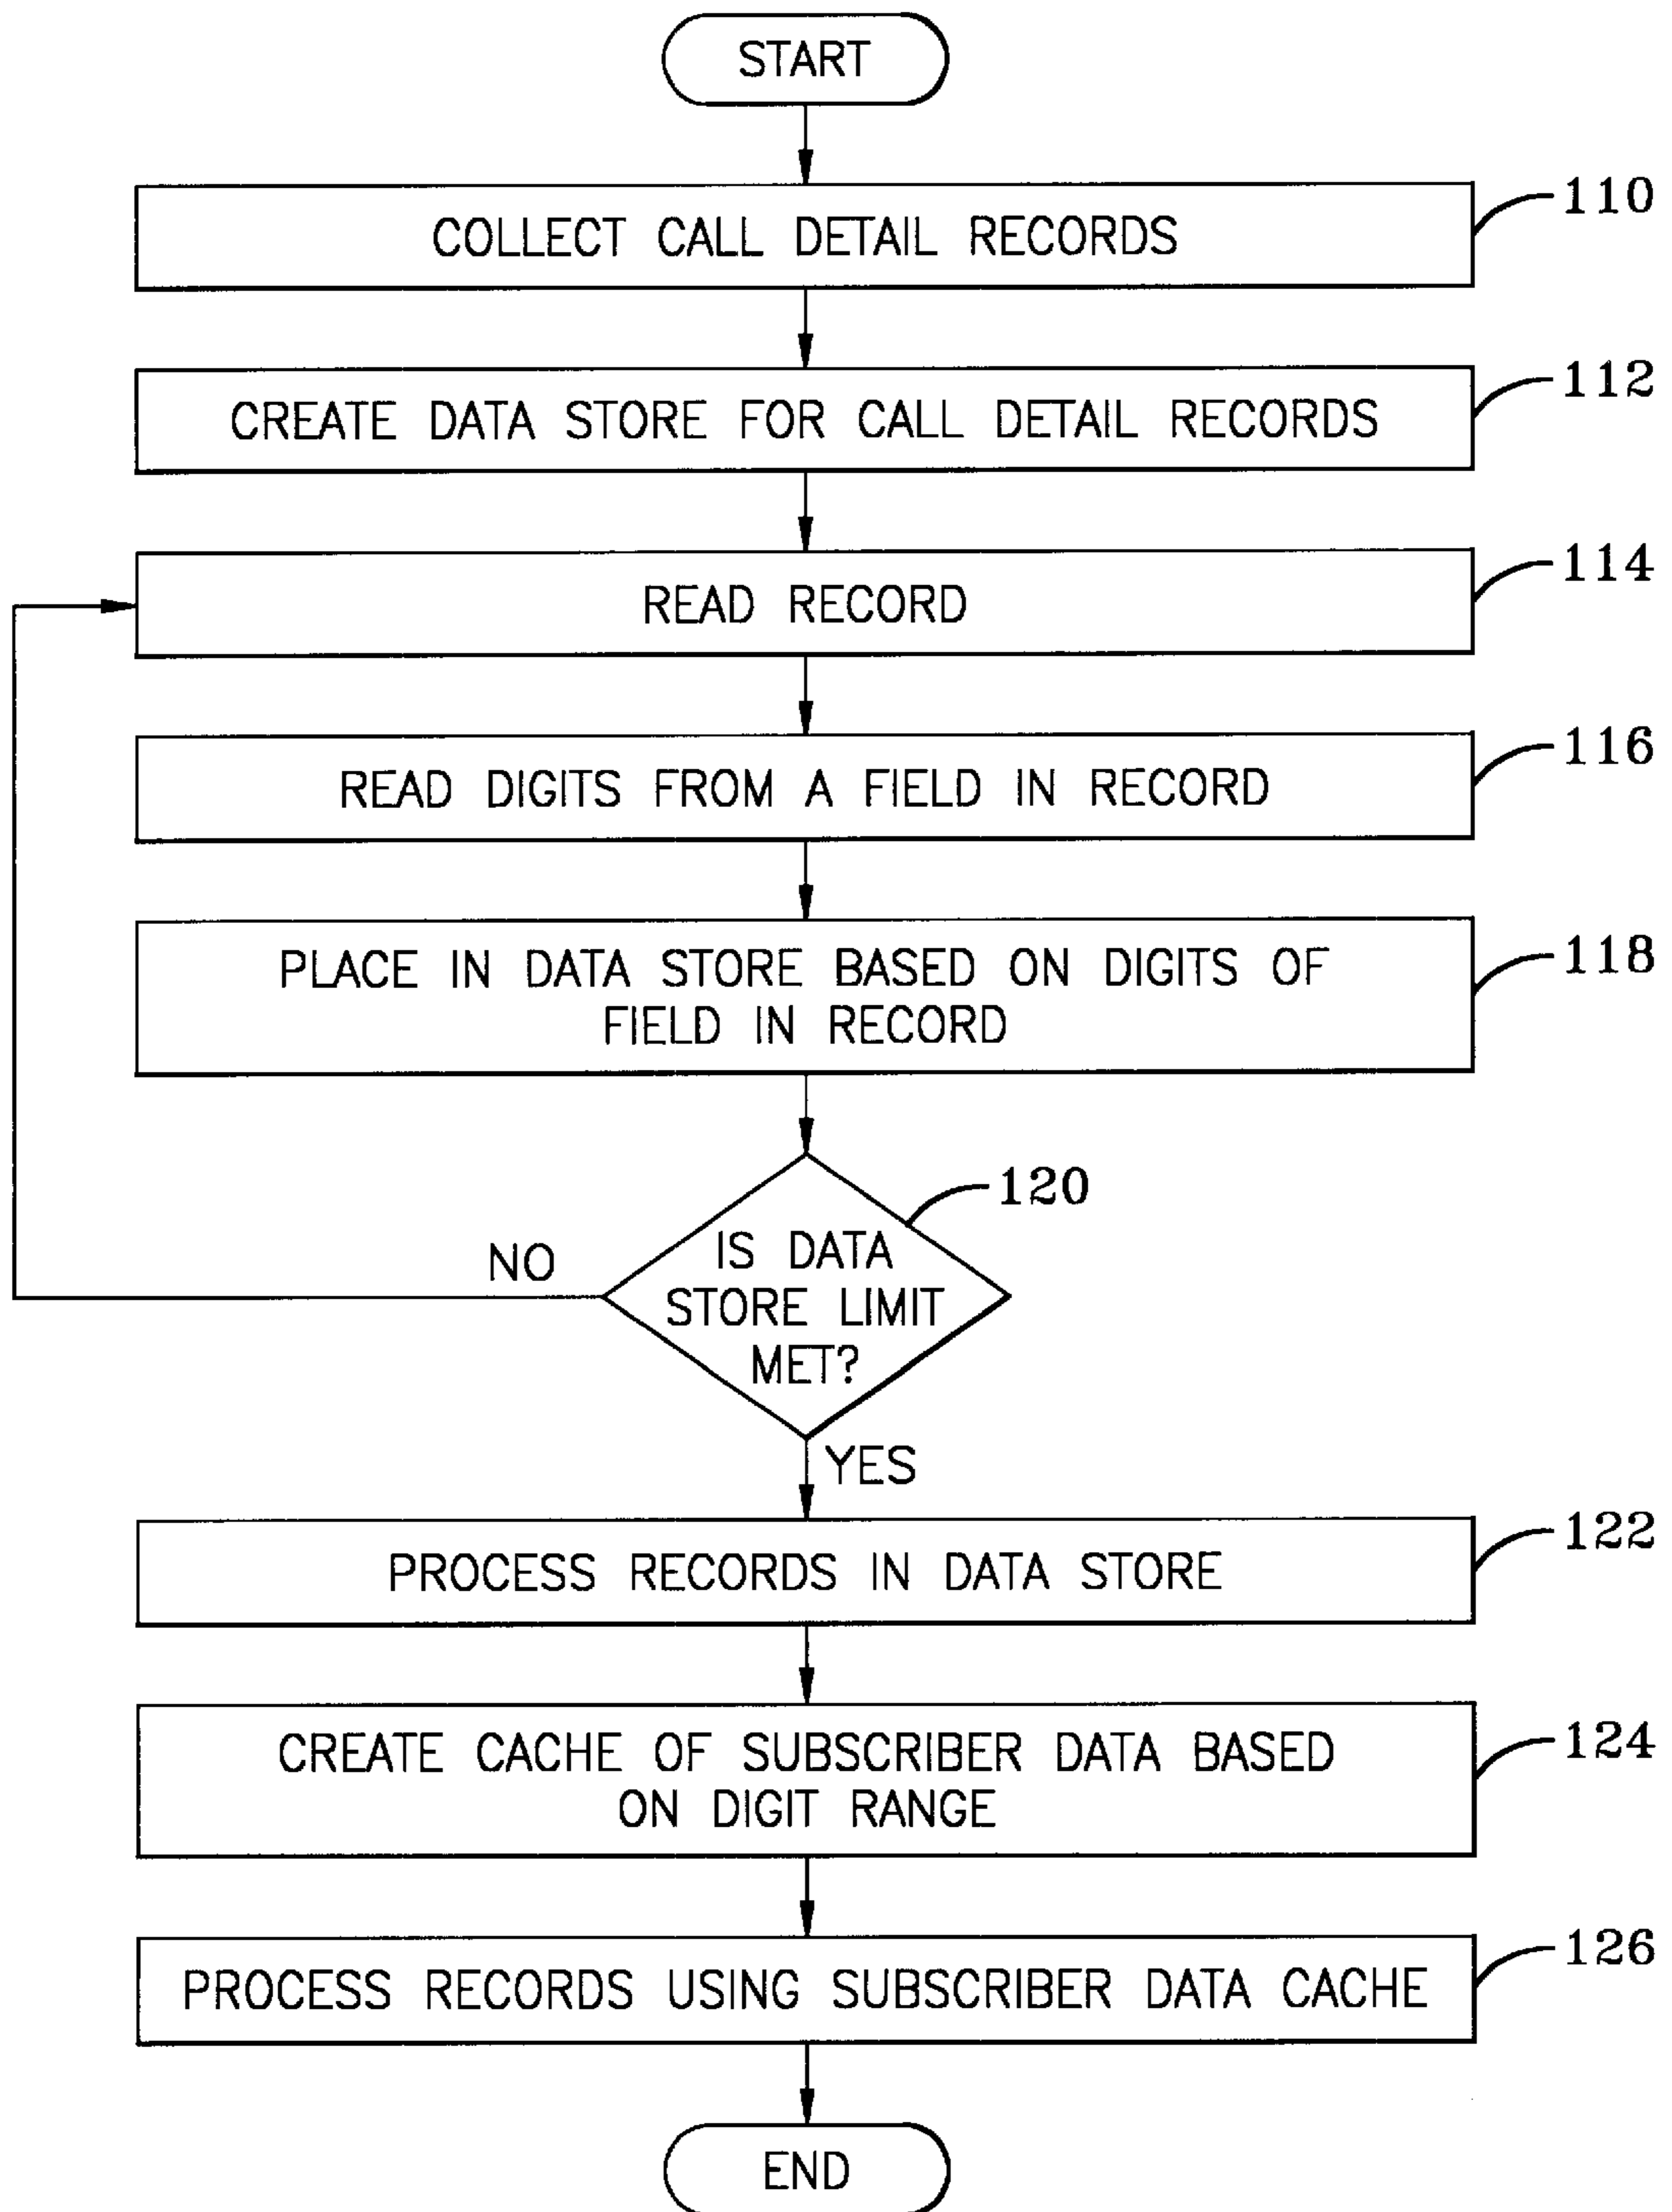 START
COLLECT CALL DETAIL RECORDS
110
CREATE DATA STORE FOR CALL DETAIL RECORDS
112
READ RECORD
114
READ DIGITS FROM A FIELD IN RECORD
116
PLACE IN DATA STORE BASED ON DIGITS OF
FIELD IN RECORD
118
120
IS DATA
STORE LIMIT
MET?
NO
YES
PROCESS RECORDS IN DATA STORE
122
CREATE CACHE OF SUBSCRIBER DATA BASED
ON DIGIT RANGE
124
PROCESS RECORDS USING SUBSCRIBER DATA CACHE
126
END